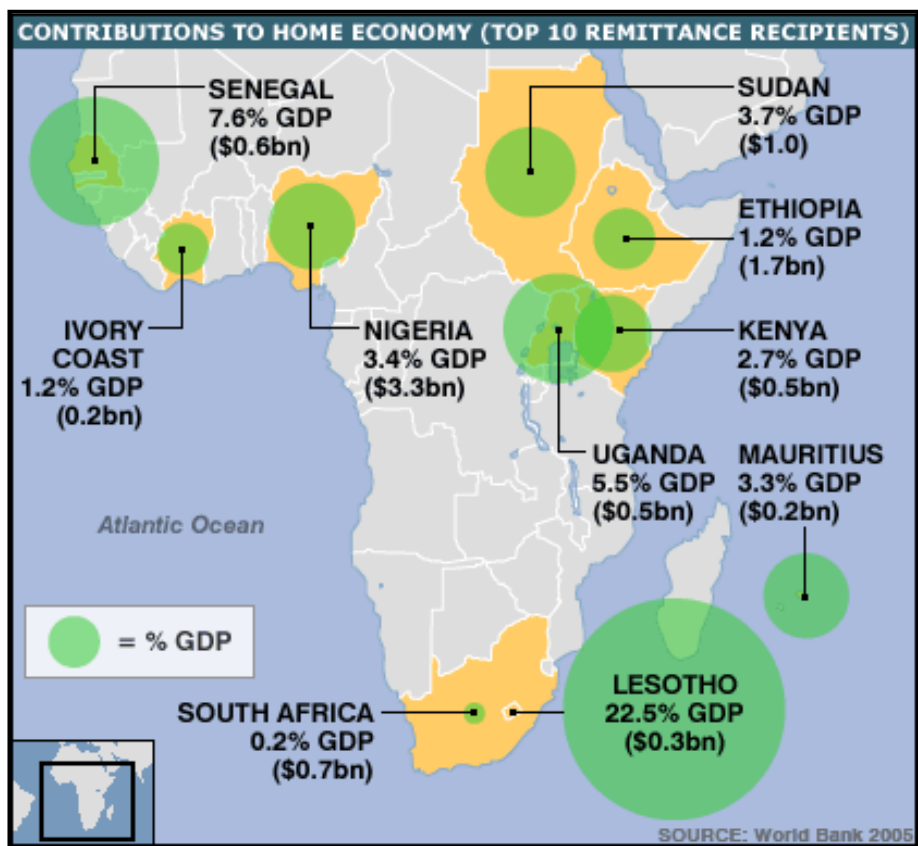 CONTRIBUTIONS TO HOME ECONOMY (TOP 10 REMITTANCE RECIPIENTS)
SENEGAL
7.6% GDP
($0.6bn)
SUDAN
3.7% GDP
($1.0)
ETHIOPIA
1.2% GDP
(1.7bn)
IVORY
COAST
1.2% GDP
(0.2bn)
NIGERIA
3.4% GDP
($3.3bn)
KENYA
2.7% GDP
($0.5bn)
UGANDA
5.5% GDP
($0.5bn)
MAURITIUS
3.3% GDP
($0.2bn)
Atlantic Ocean
= % GDP
LESOTHO
22.5% GDP
($0.3bn)
SOUTH AFRICA
0.2% GDP
($0.7bn)
SOURCE: World Bank 2005